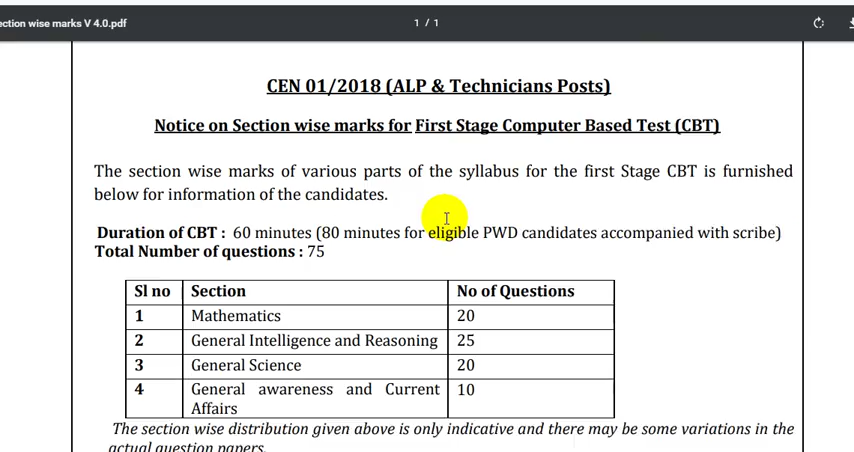 ection wise marks V 4.0.pdf
1 / 1
CEN 01/2018 (ALP & Technicians Posts)
Notice on Section wise marks for First Stage Computer Based Test (CBT)
The section wise marks of various parts of the syllabus for the first Stage CBT is furnished
below for information of the candidates.
Duration of CBT : 60 minutes (80 minutes for eligible PWD candidates accompanied with scribe)
Total Number of questions : 75
Sl no Section No of Questions
1 Mathematics 20
2 General Intelligence and Reasoning 25
3 General Science 20
4 General awareness and Current 10
Affairs
The section wise distribution given above is only indicative and there may be some variations in the
actual question papers.